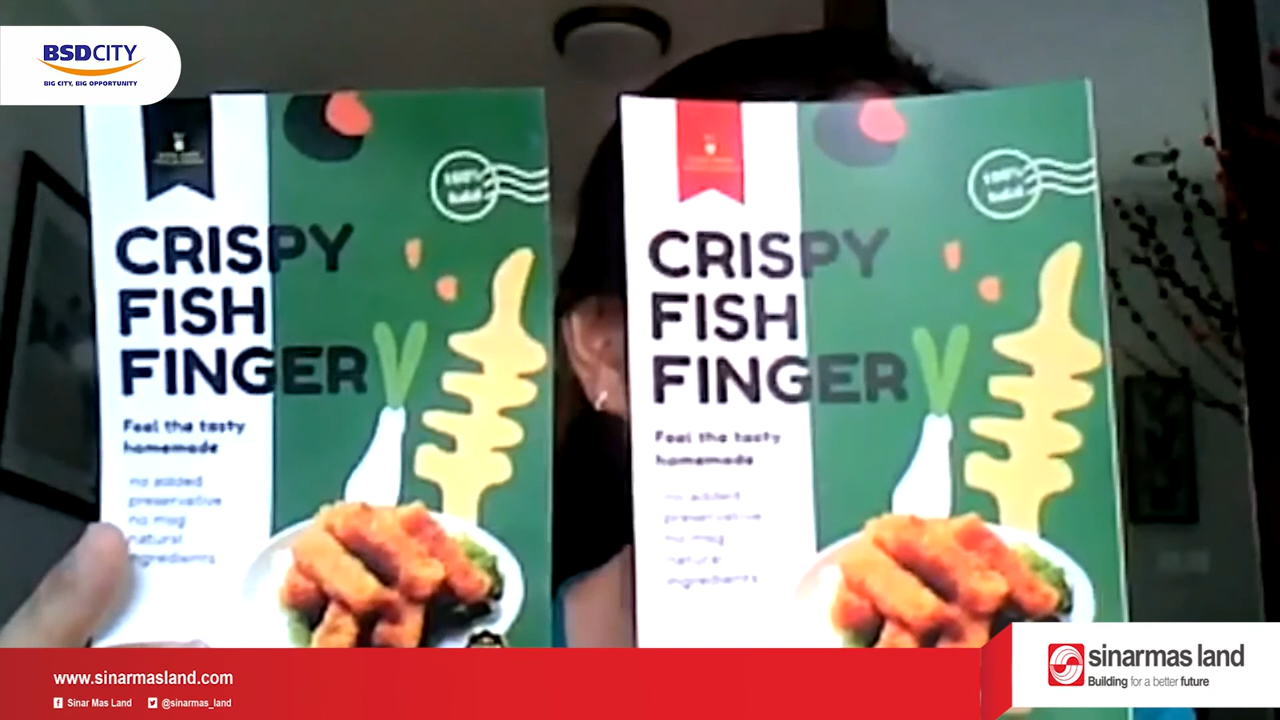 BSDCITY
BIG CITY, BIG OPPORTUNITY
100%
halal
CRISPY
FISH
FINGER
Feel the tasty
homemade
no added
preservative
no msg
natural
ingredients
100%
halal
CRISPY
FISH
FINGER
Feel the tasty
homemade
no added
preservative
no msg
natural
ingredients
www.sinarmasland.com
Sinar Mas Land @sinarmas_land
sinarmas land
Building for a better future